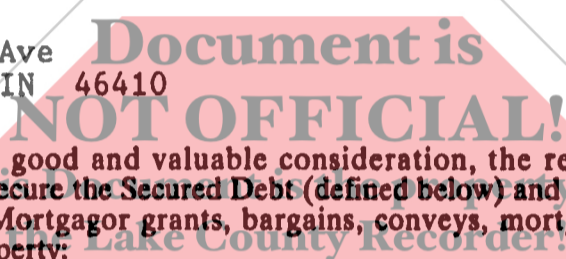 Document is
Ave
IN 46410
NOT OFFICIAL!
good and valuable consideration, the re
ecure the Secured Debt (defined below) and
This Document is the property
Mortgagor grants, bargains, conveys, mort
the Lake County Recorder!
perty: